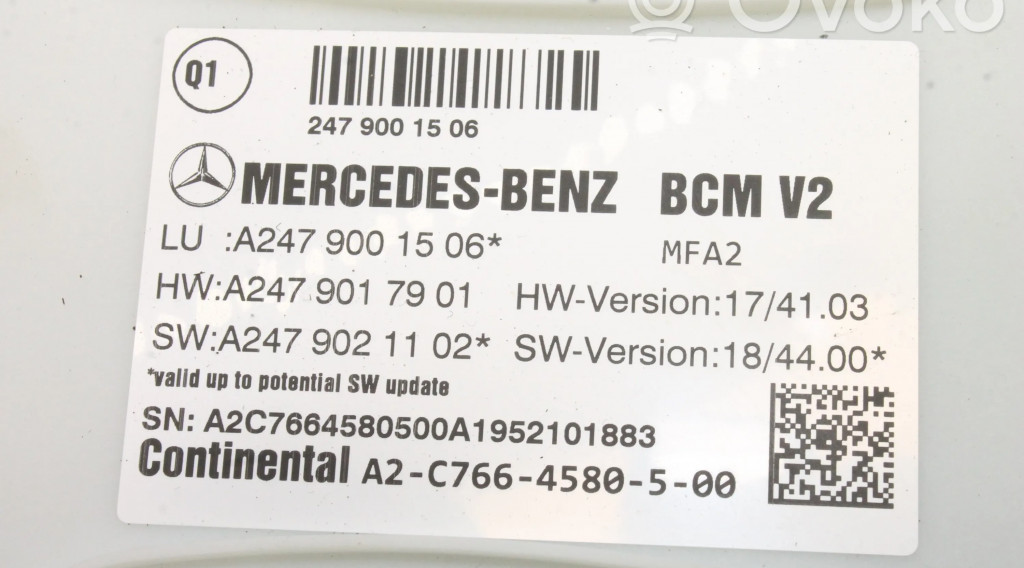 OVOKO
Q1
247 900 15 06
MERCEDES-BENZ BCM V2
LU :A247 900 15 06* MFA2
HW:A247 901 79 01 HW-Version:17/41.03
SW:A247 902 11 02* SW-Version:18/44.00*
*valid up to potential SW update
SN: A2C7664580500A1952101883
Continental A2-C766-4580-5-00